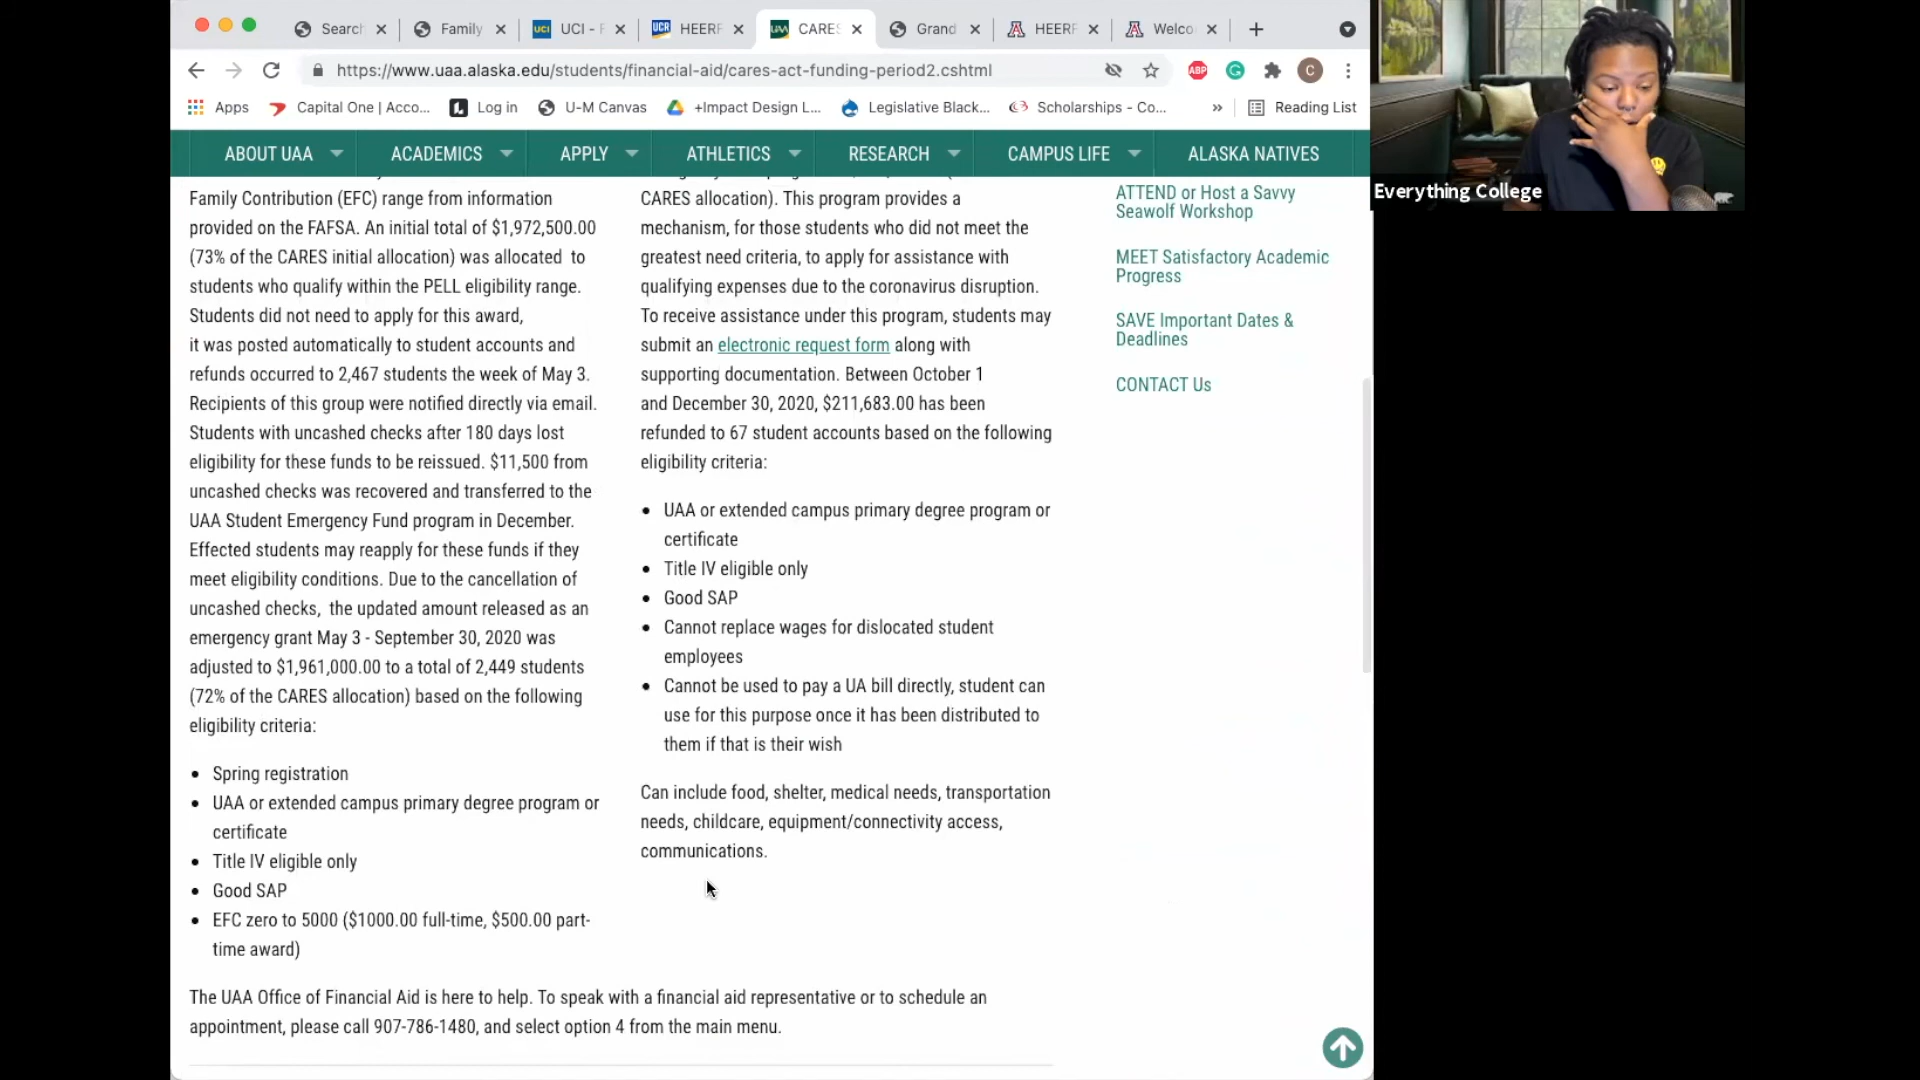 Search
Family
UCI - F
HEERF
CARES
Grand
HEERF
Welco
https://www.uaa.alaska.edu/students/financial-aid/cares-act-funding-period2.cshtml
ABP
C
Apps
Capital One | Acco...
Log in
U-M Canvas
+Impact Design L...
Legislative Black...
Scholarships - Co...
»
Reading List
ABOUT UAA
ACADEMICS
APPLY
ATHLETICS
RESEARCH
CAMPUS LIFE
ALASKA NATIVES
Family Contribution (EFC) range from information
provided on the FAFSA. An initial total of $1,972,500.00
(73% of the CARES initial allocation) was allocated to
students who qualify within the PELL eligibility range.
Students did not need to apply for this award,
it was posted automatically to student accounts and
refunds occurred to 2,467 students the week of May 3.
Recipients of this group were notified directly via email.
Students with uncashed checks after 180 days lost
eligibility for these funds to be reissued. $11,500 from
uncashed checks was recovered and transferred to the
UAA Student Emergency Fund program in December.
Effected students may reapply for these funds if they
meet eligibility conditions. Due to the cancellation of
uncashed checks, the updated amount released as an
emergency grant May 3 - September 30, 2020 was
adjusted to $1,961,000.00 to a total of 2,449 students
(72% of the CARES allocation) based on the following
eligibility criteria:
• Spring registration
• UAA or extended campus primary degree program or
certificate
• Title IV eligible only
• Good SAP
• EFC zero to 5000 ($1000.00 full-time, $500.00 part-
time award)
CARES allocation). This program provides a
mechanism, for those students who did not meet the
greatest need criteria, to apply for assistance with
qualifying expenses due to the coronavirus disruption.
To receive assistance under this program, students may
submit an electronic request form along with
supporting documentation. Between October 1
and December 30, 2020, $211,683.00 has been
refunded to 67 student accounts based on the following
eligibility criteria:
• UAA or extended campus primary degree program or
certificate
• Title IV eligible only
• Good SAP
• Cannot replace wages for dislocated student
employees
• Cannot be used to pay a UA bill directly, student can
use for this purpose once it has been distributed to
them if that is their wish
Can include food, shelter, medical needs, transportation
needs, childcare, equipment/connectivity access,
communications.
The UAA Office of Financial Aid is here to help. To speak with a financial aid representative or to schedule an
appointment, please call 907-786-1480, and select option 4 from the main menu.
ATTEND or Host a Savvy
Seawolf Workshop
MEET Satisfactory Academic
Progress
SAVE Important Dates &
Deadlines
CONTACT Us
Everything College